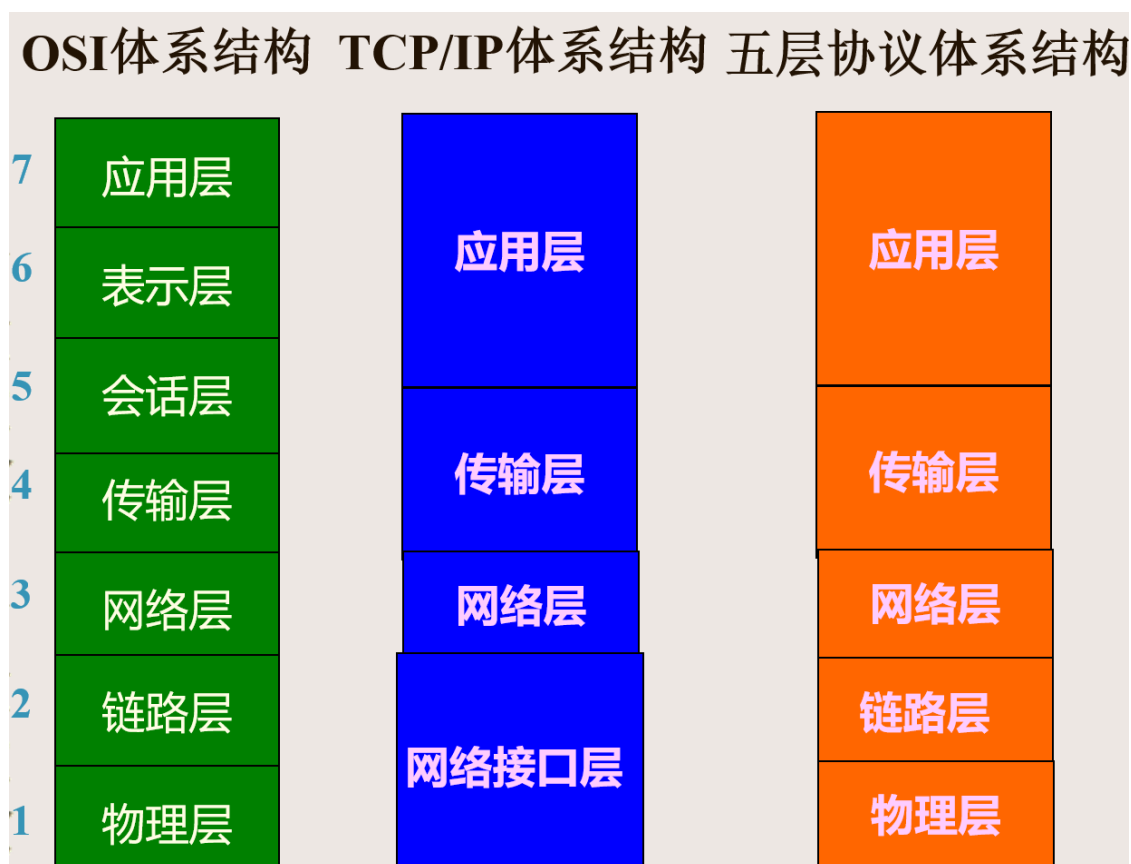 OSI体系结构 TCP/IP体系结构 五层协议体系结构
7 应用层
6 表示层
5 会话层
4 传输层
3 网络层
2 链路层
1 物理层
应用层
传输层
网络层
网络接口层
应用层
传输层
网络层
链路层
物理层